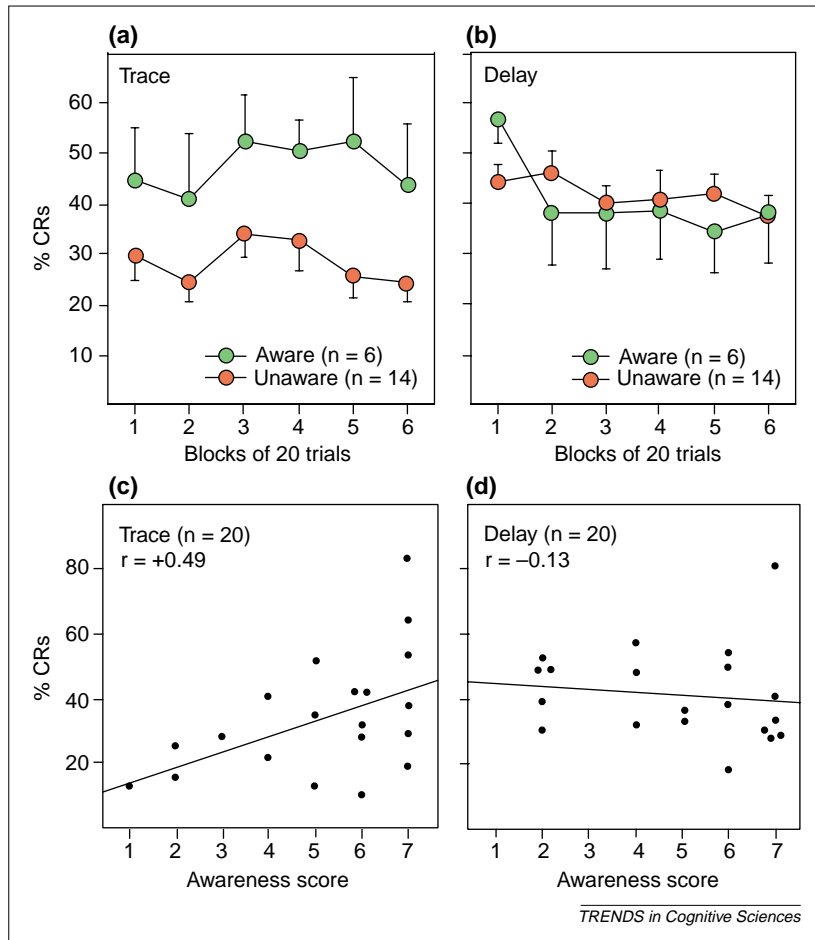 (a)
Trace
60
50
40
30
20
10
% CRs
Aware (n = 6)
Unaware (n = 14)
1 2 3 4 5 6
Blocks of 20 trials
(b)
Delay
Aware (n = 6)
Unaware (n = 14)
1 2 3 4 5 6
Blocks of 20 trials
(c)
Trace (n = 20)
r = +0.49
80
60
40
20
% CRs
1 2 3 4 5 6 7
Awareness score
(d)
Delay (n = 20)
r = –0.13
1 2 3 4 5 6 7
Awareness score
TRENDS in Cognitive Sciences